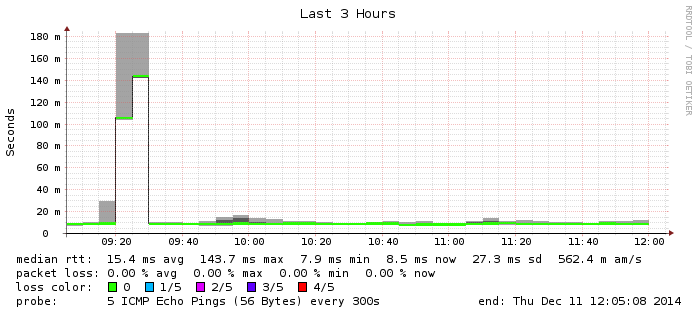 Last 3 Hours
RRDTOOL / TOBI OETIKER
Seconds
180 m
160 m
140 m
120 m
100 m
80 m
60 m
40 m
20 m
0
09:20 09:40 10:00 10:20 10:40 11:00 11:20 11:40 12:00
median rtt: 15.4 ms avg 143.7 ms max 7.9 ms min 8.5 ms now 27.3 ms sd 562.4 m am/s
packet loss: 0.00 % avg 0.00 % max 0.00 % min 0.00 % now
loss color: 0 1/5 2/5 3/5 4/5
probe: 5 ICMP Echo Pings (56 Bytes) every 300s end: Thu Dec 11 12:05:08 2014